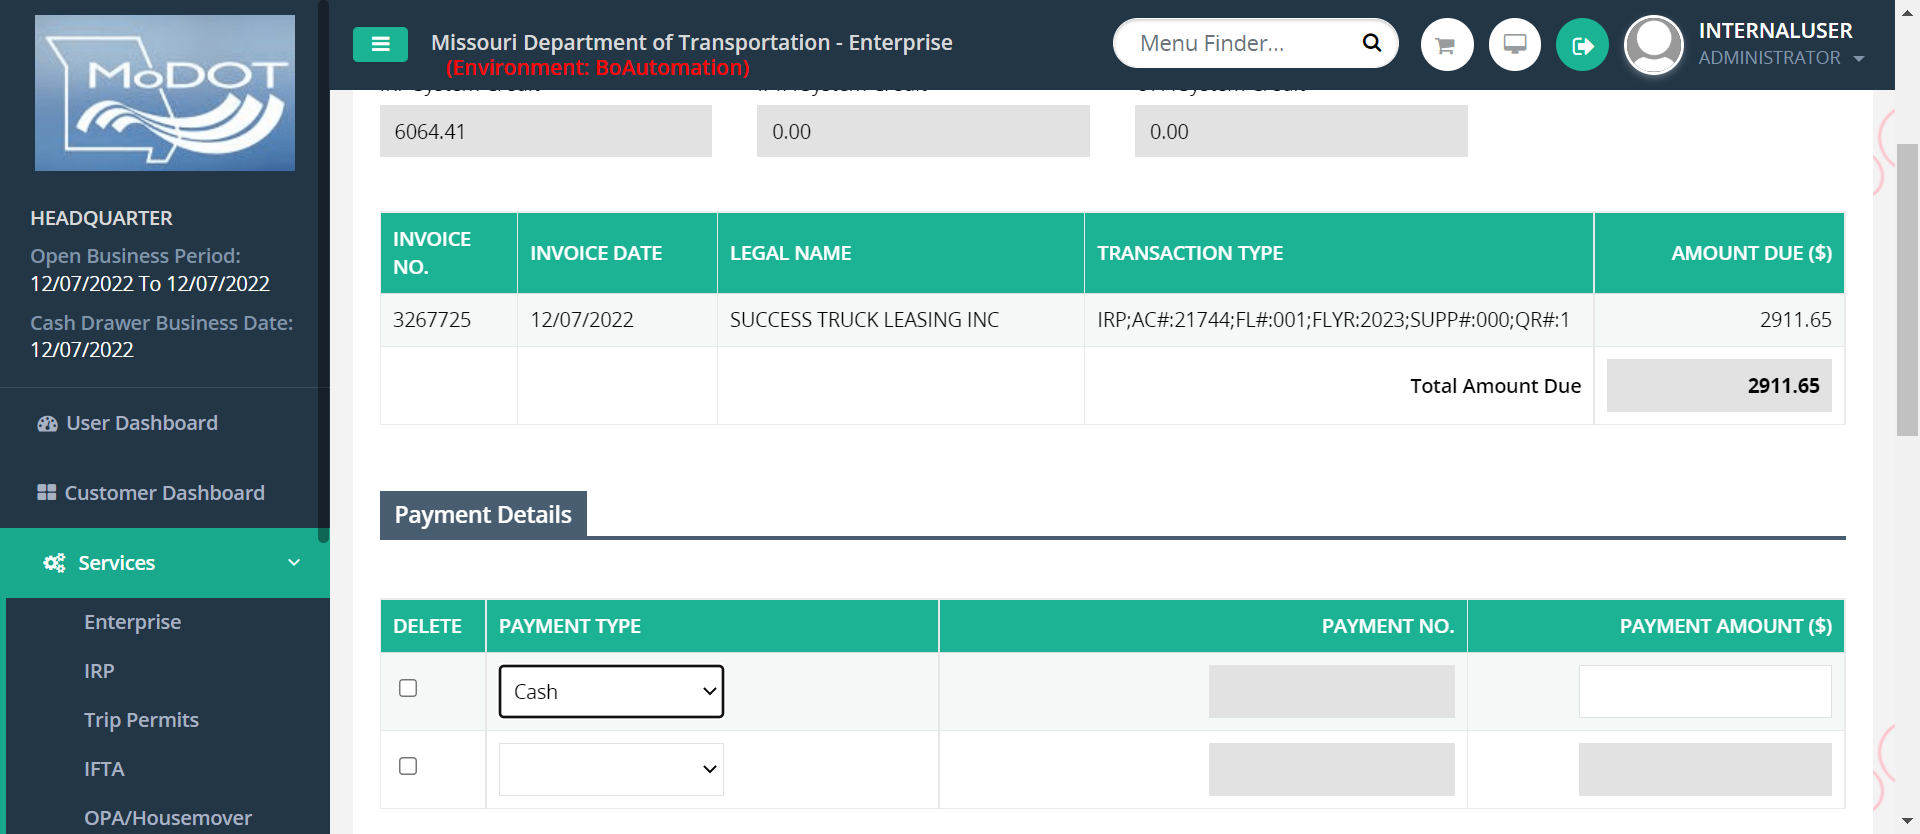 MoDOT
HEADQUARTER
Open Business Period:
12/07/2022 To 12/07/2022
Cash Drawer Business Date:
12/07/2022
User Dashboard
Customer Dashboard
Services
Enterprise
IRP
Trip Permits
IFTA
OPA/Housemover
Missouri Department of Transportation - Enterprise
(Environment: BoAutomation)
Menu Finder...
INTERNALUSER
ADMINISTRATOR
6064.41
0.00
0.00
INVOICE NO.
INVOICE DATE
LEGAL NAME
TRANSACTION TYPE
AMOUNT DUE ($)
3267725
12/07/2022
SUCCESS TRUCK LEASING INC
IRP;AC#:21744;FL#:001;FLYR:2023;SUPP#:000;QR#:1
2911.65
Total Amount Due
2911.65
Payment Details
DELETE
PAYMENT TYPE
PAYMENT NO.
PAYMENT AMOUNT ($)
Cash